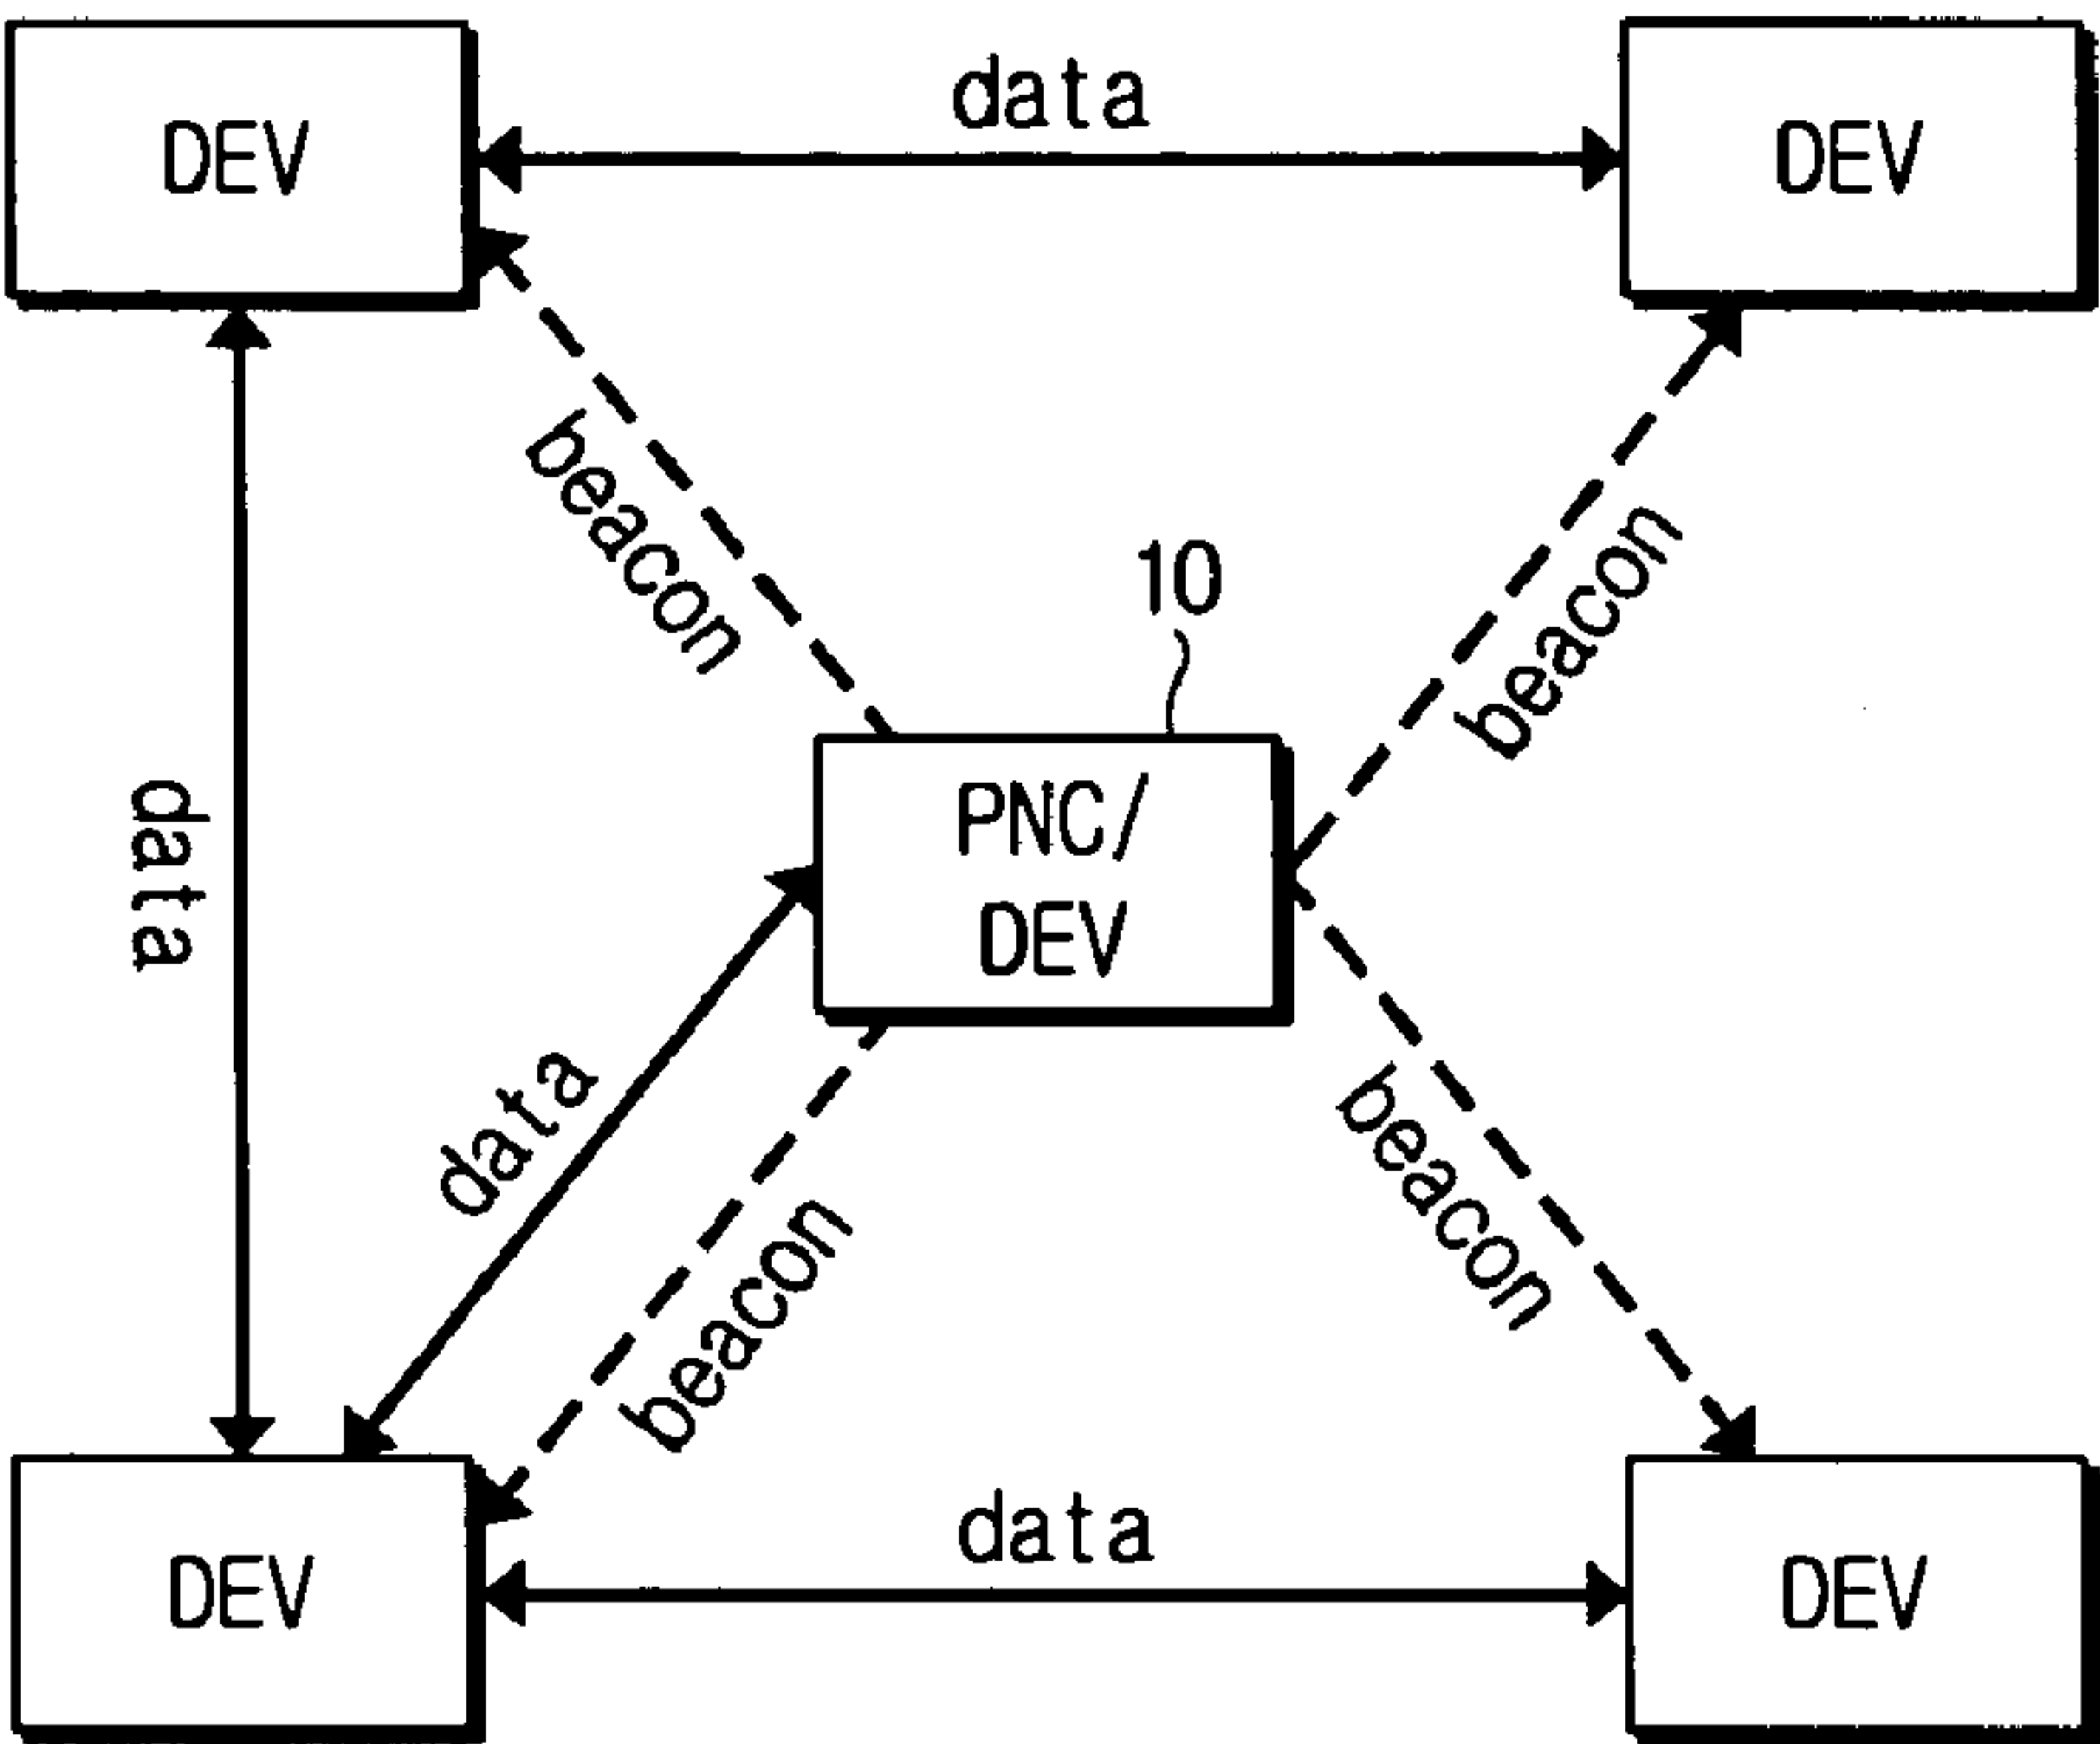 DEV
data
DEV
beacon
beacon
10
PNC/
DEV
data
data
beacon
beacon
DEV
data
DEV